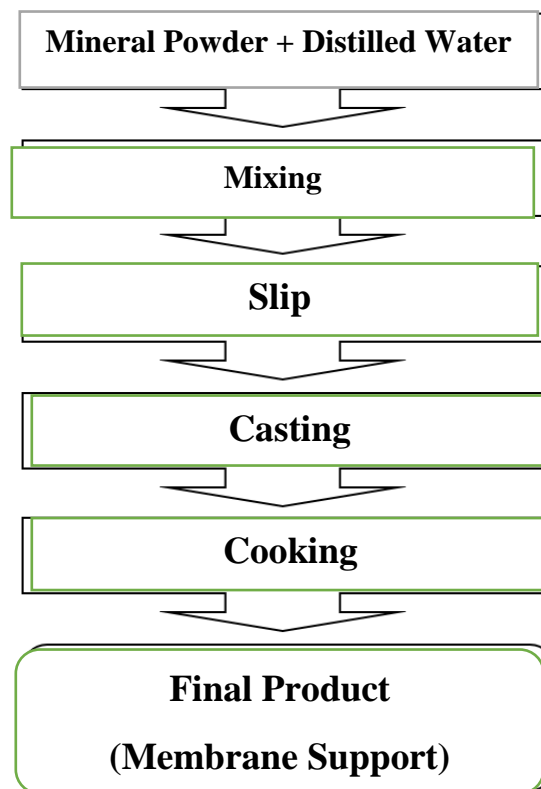 Mineral Powder + Distilled Water
Mixing
Slip
Casting
Cooking
Final Product
(Membrane Support)